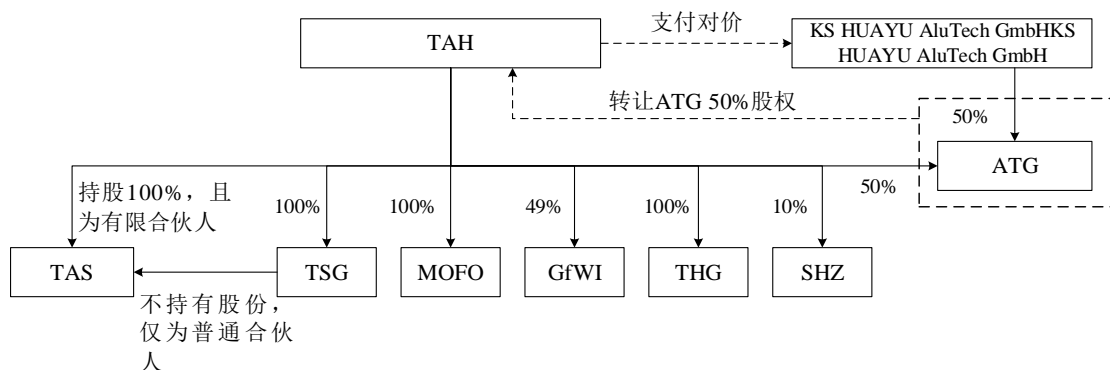 TAH
支付对价
KS HUAYU AluTech GmbHKS
HUAYU AluTech GmbH
转让ATG 50%股权
50%
ATG
50%
持股100%，且
为有限合伙人
100%
100%
49%
100%
10%
TAS
TSG
MOFO
GfWI
THG
SHZ
不持有股份，
仅为普通合伙
人